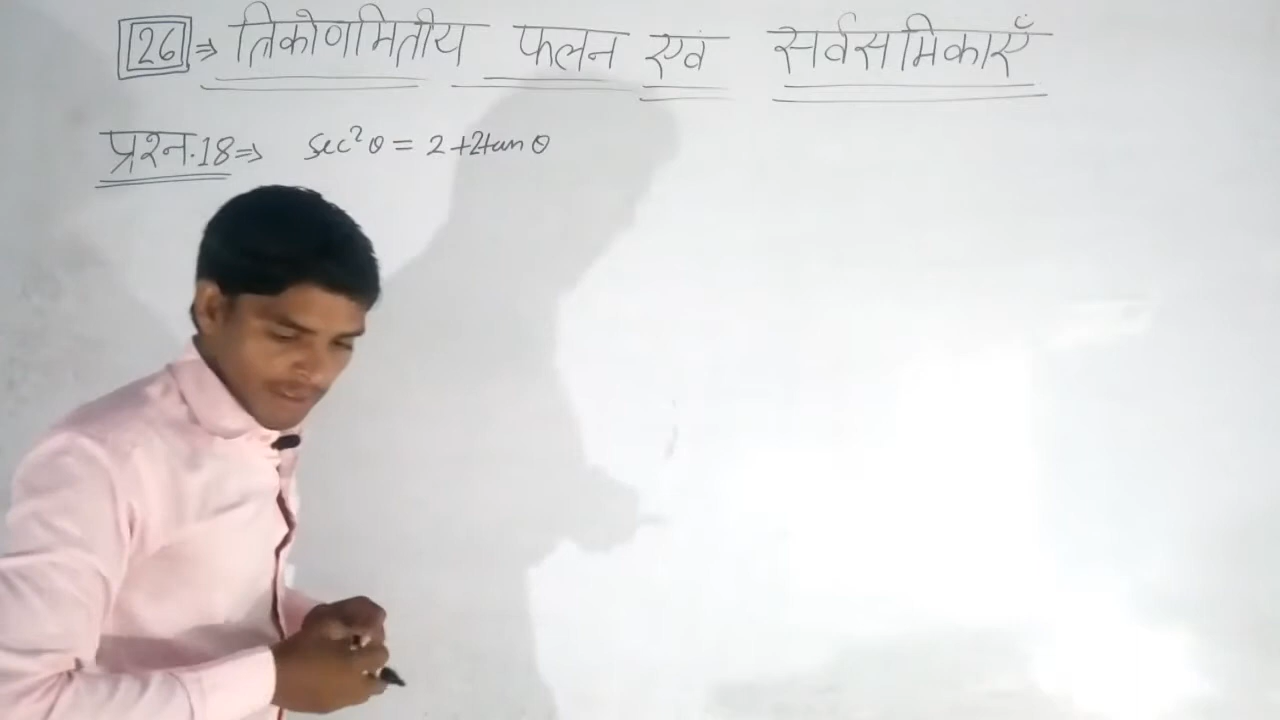 26 ⇒ त्रिकोणमितीय फलन एवं सर्वसमिकाएँ
प्रश्न.18 ⇒ sec²θ = 2+2tanθ